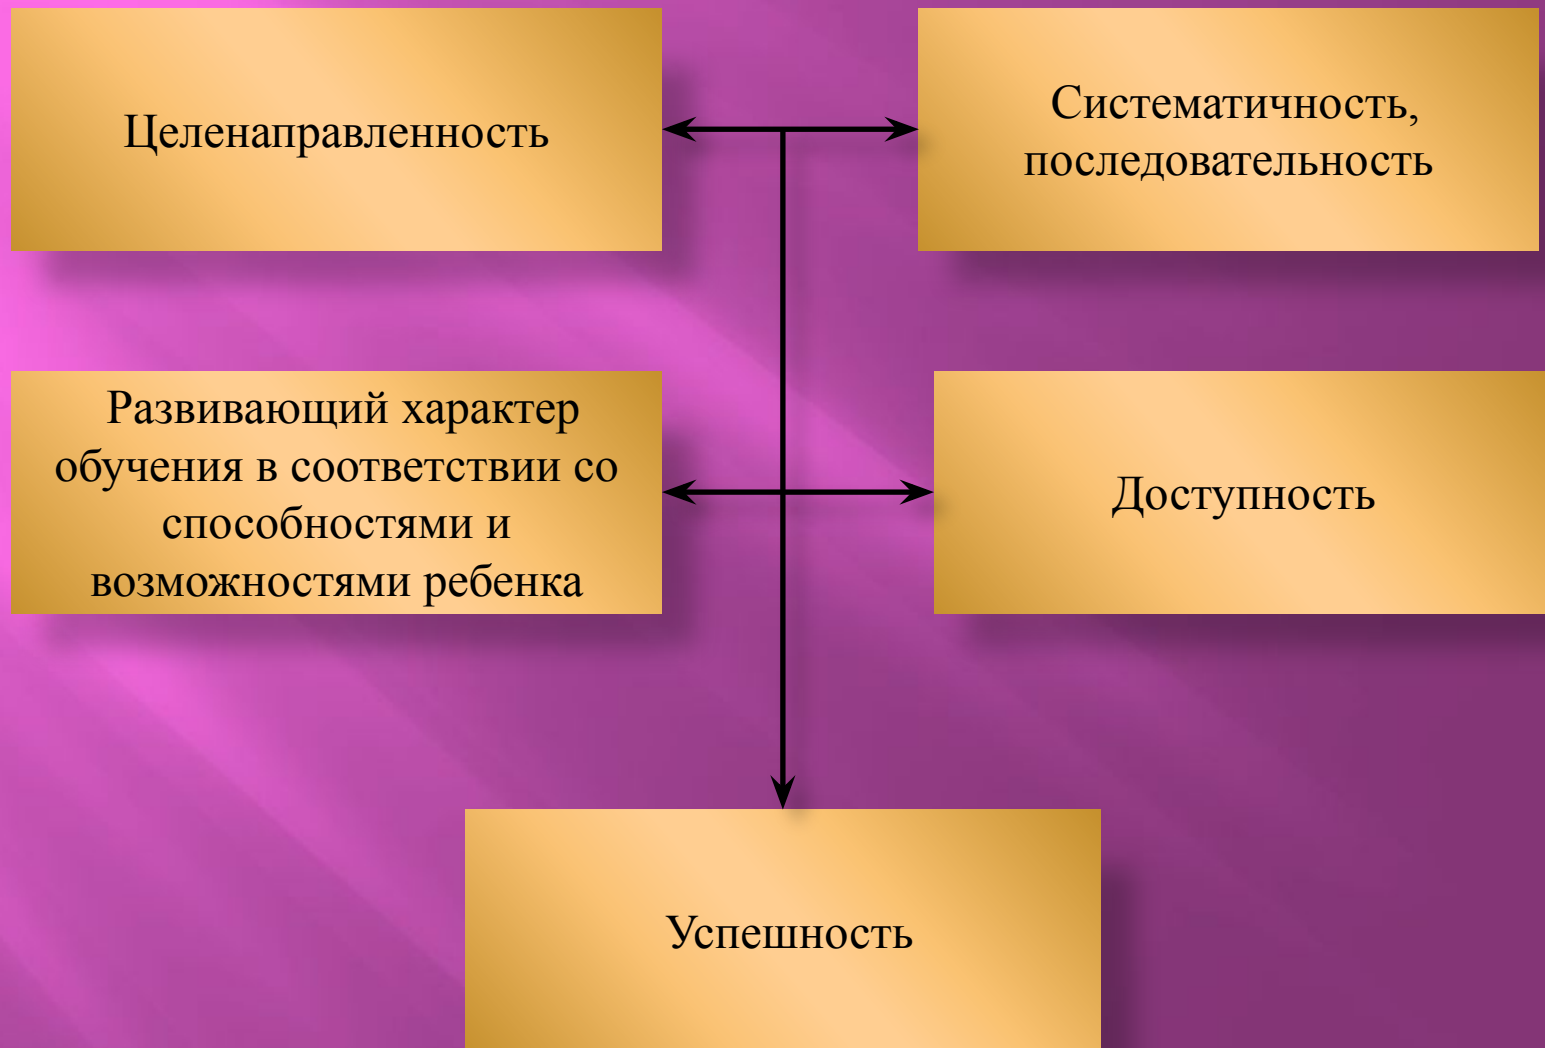 Целенаправленность
Систематичность,
последовательность
Развивающий характер
обучения в соответствии со
способностями и
возможностями ребенка
Доступность
Успешность